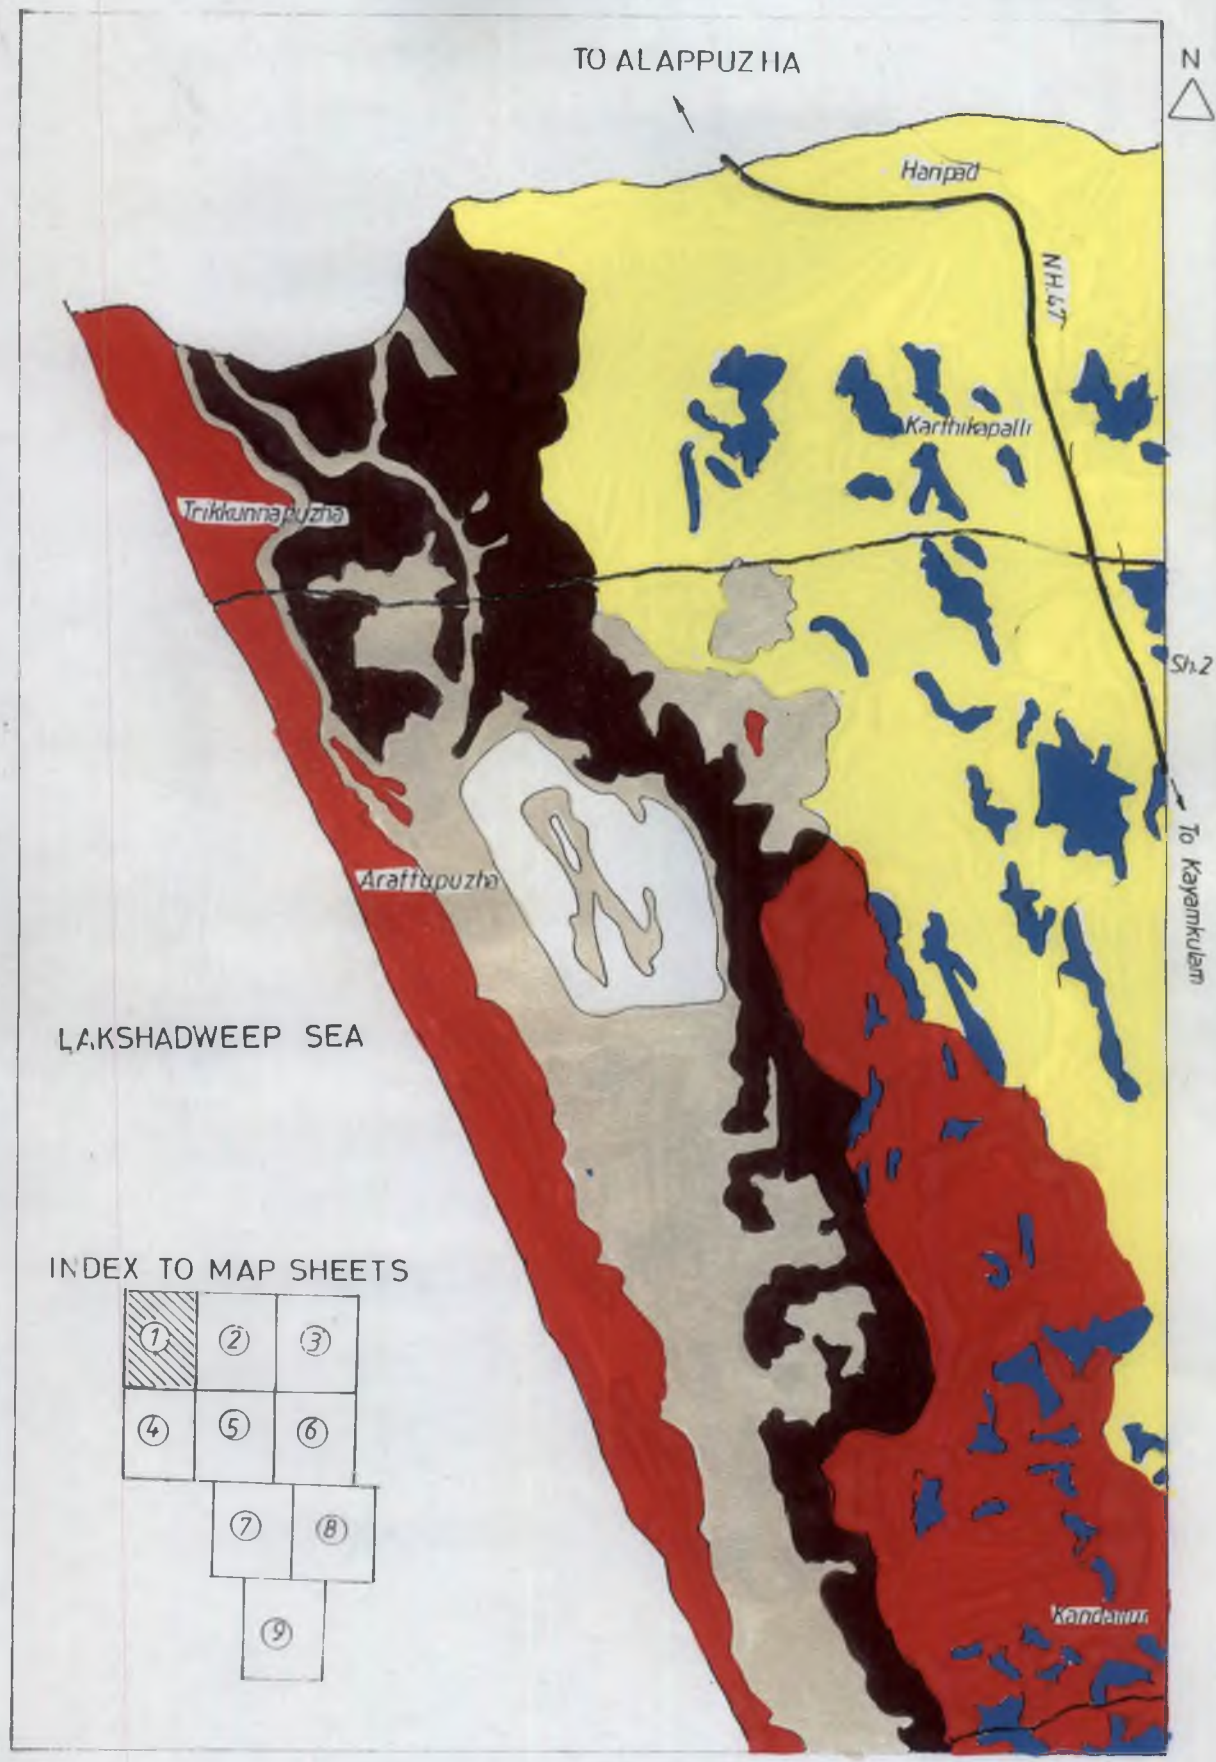 TO ALAPPUZHA
N
Haripad
N.H.47
Karthikapalli
Trikkunnapuzha
Sh.2
To Kayamkulam
Arattupuzha
LAKSHADWEEP SEA
INDEX TO MAP SHEETS
1 2 3
4 5 6
7 8
9
Kandallur